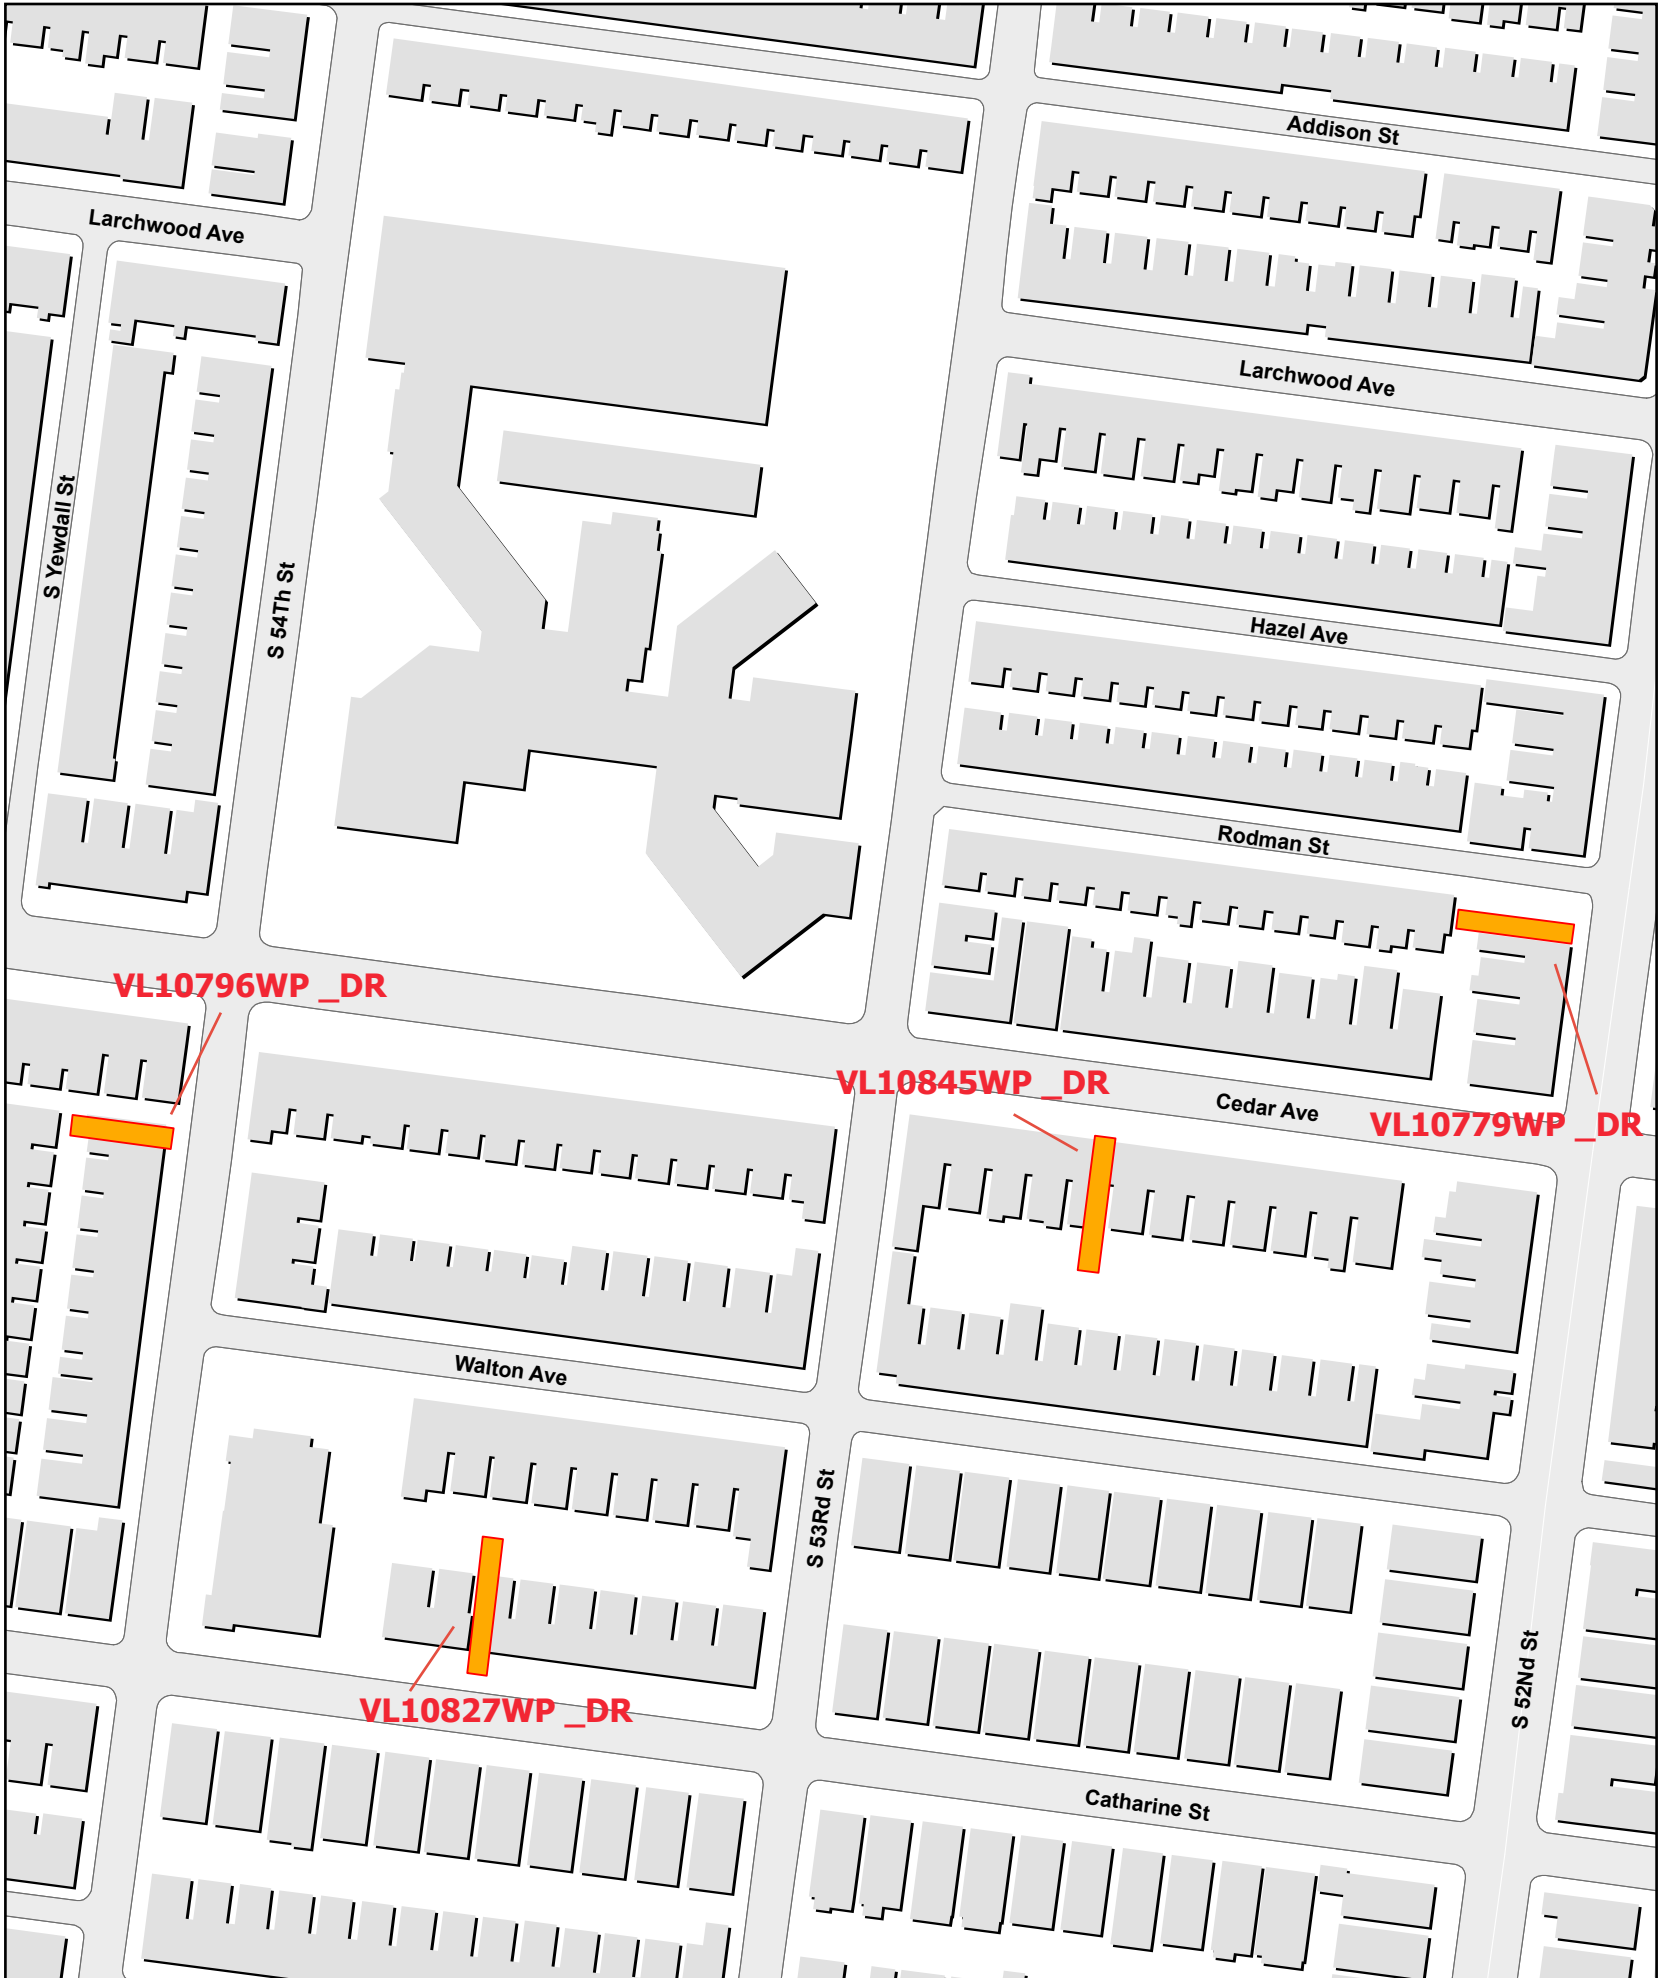 Addison St
Larchwood Ave
Larchwood Ave
S Yewdall St
S 54Th St
Hazel Ave
Rodman St
VL10796WP _DR
VL10845WP _DR
Cedar Ave
VL10779WP _DR
Walton Ave
S 53Rd St
S 52Nd St
VL10827WP _DR
Catharine St